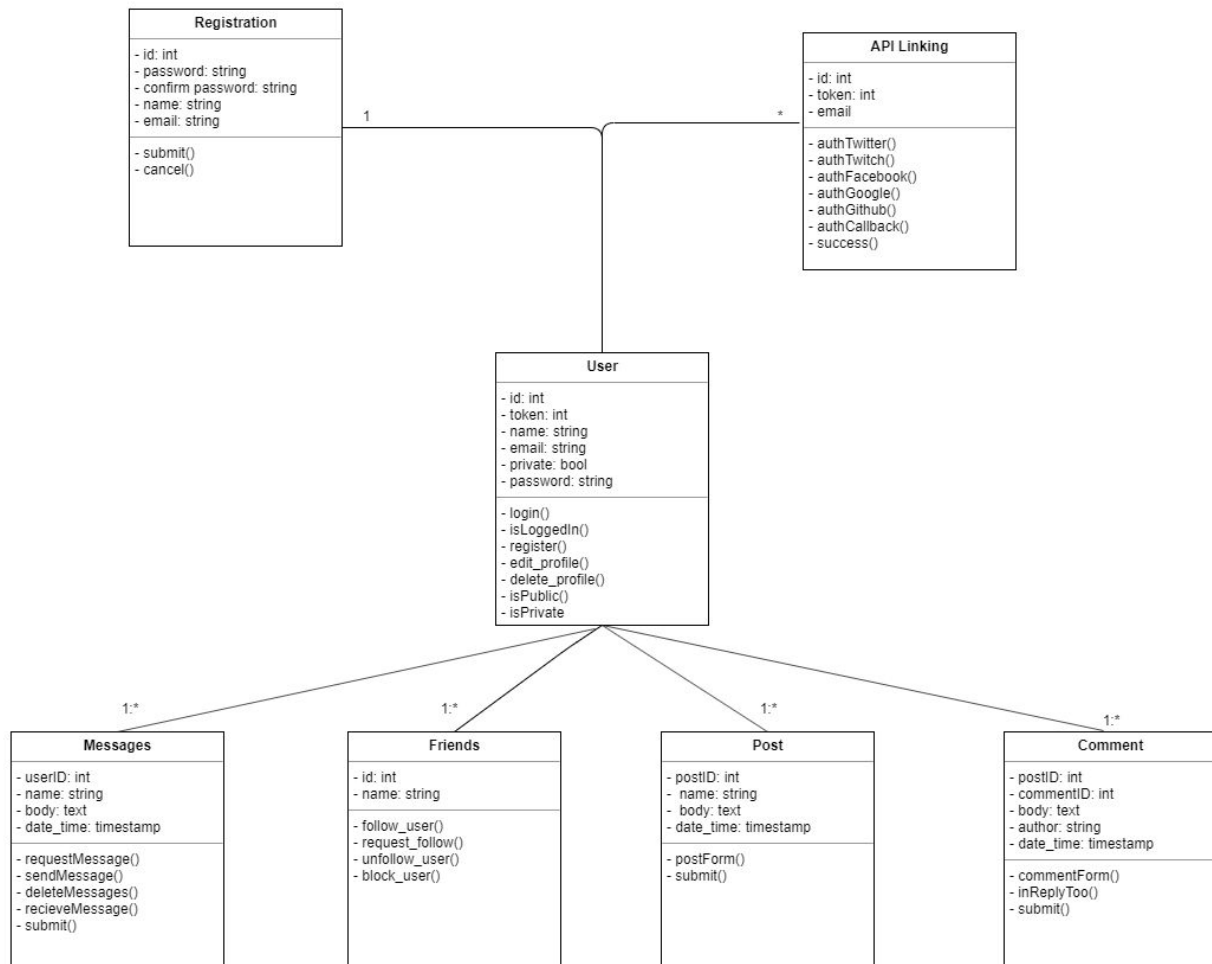 Registration
- id: int
- password: string
- confirm password: string
- name: string
- email: string
- submit()
- cancel()
1
*
API Linking
- id: int
- token: int
- email
- authTwitter()
- authTwitch()
- authFacebook()
- authGoogle()
- authGithub()
- authCallback()
- success()
User
- id: int
- token: int
- name: string
- email: string
- private: bool
- password: string
- login()
- isLoggedIn()
- register()
- edit_profile()
- delete_profile()
- isPublic()
- isPrivate
1:*
Messages
- userID: int
- name: string
- body: text
- date_time: timestamp
- requestMessage()
- sendMessage()
- deleteMessages()
- recieveMessage()
- submit()
1:*
Friends
- id: int
- name: string
- follow_user()
- request_follow()
- unfollow_user()
- block_user()
1:*
Post
- postID: int
- name: string
- body: text
- date_time: timestamp
- postForm()
- submit()
1:*
Comment
- postID: int
- commentID: int
- body: text
- author: string
- date_time: timestamp
- commentForm()
- inReplyToo()
- submit()